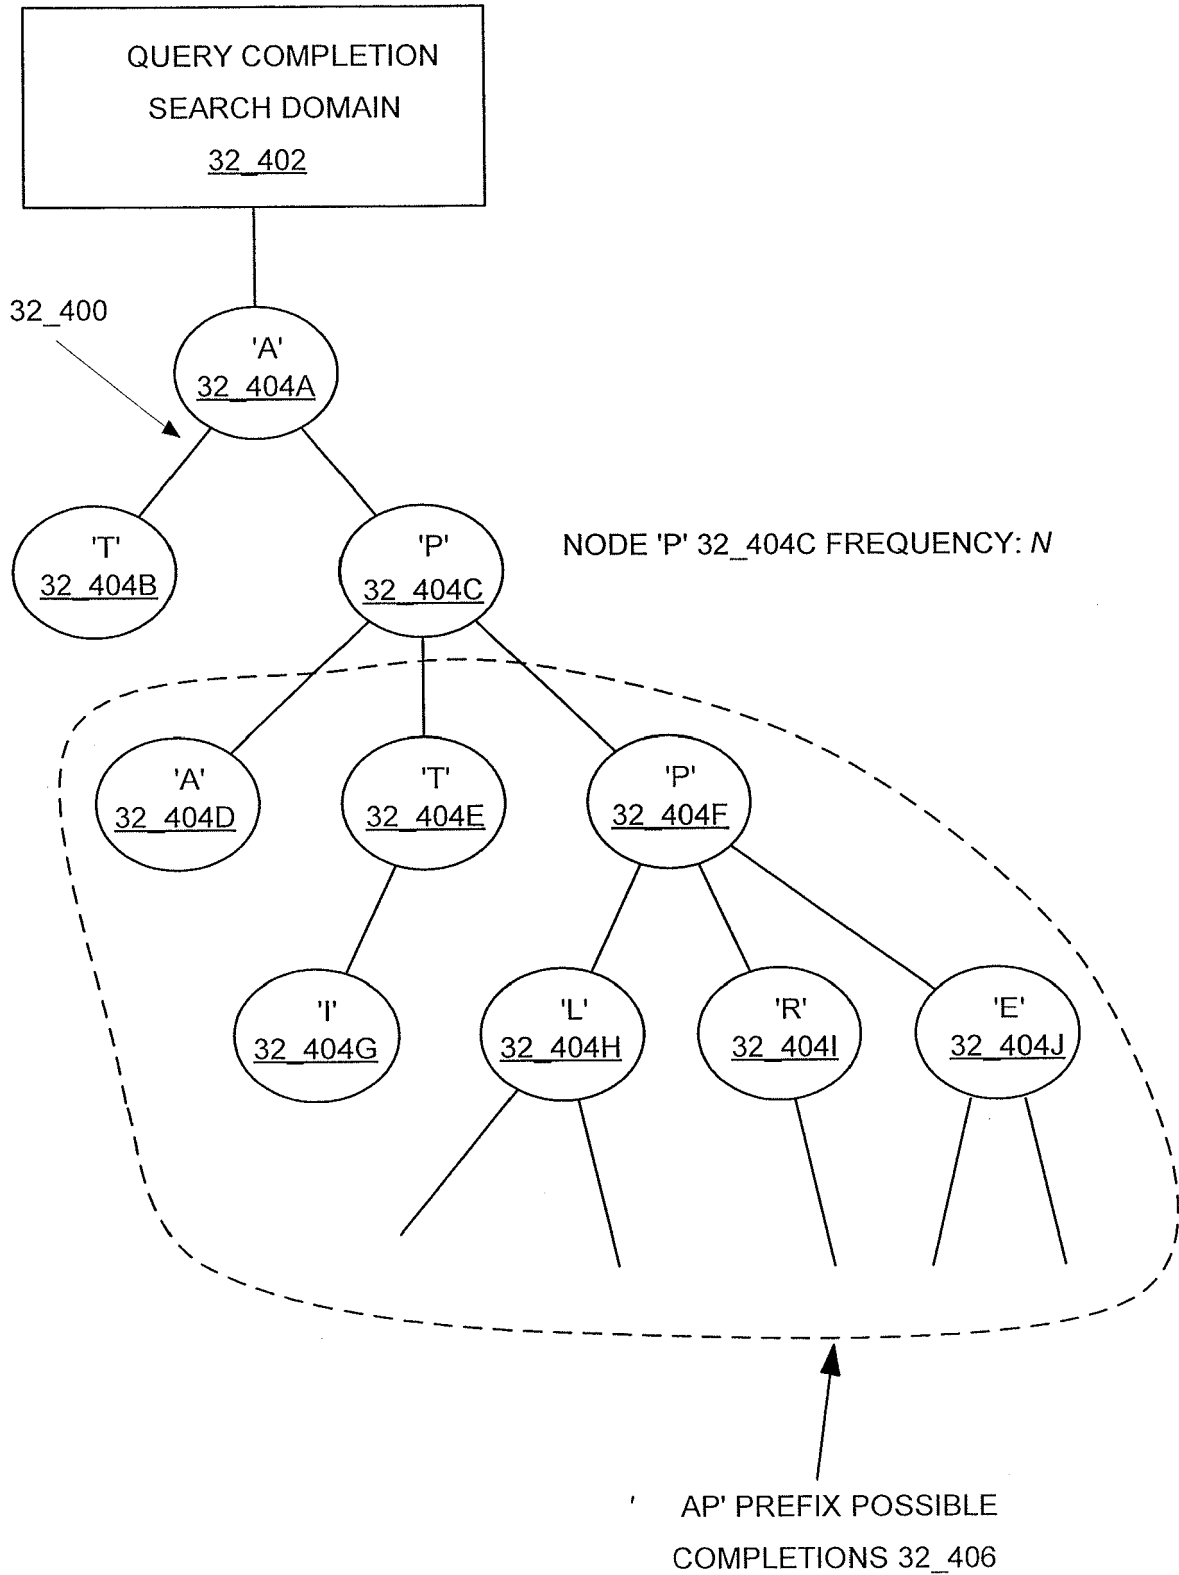 QUERY COMPLETION
SEARCH DOMAIN
32_402
32_400
'A'
32_404A
'T'
32_404B
'P'
32_404C
NODE 'P' 32_404C FREQUENCY: N
'A'
32_404D
'T'
32_404E
'P'
32_404F
'I'
32_404G
'L'
32_404H
'R'
32_404I
'E'
32_404J
' AP' PREFIX POSSIBLE
COMPLETIONS 32_406